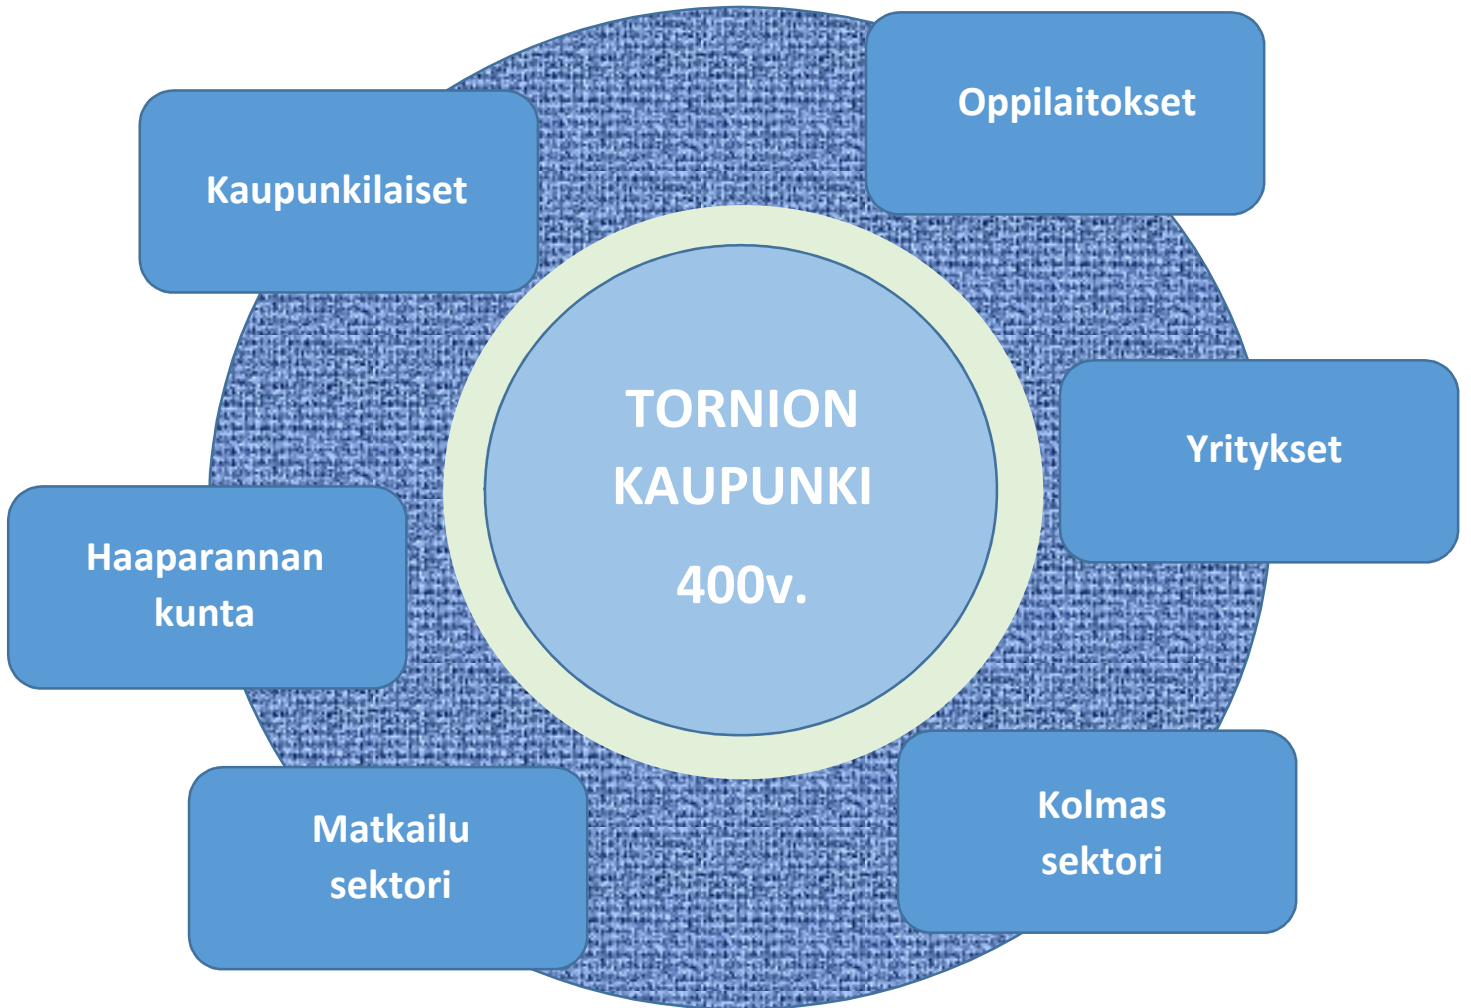 Oppilaitokset
Kaupunkilaiset
TORNION
KAUPUNKI
400v.
Yritykset
Haaparannan
kunta
Matkailu
sektori
Kolmas
sektori